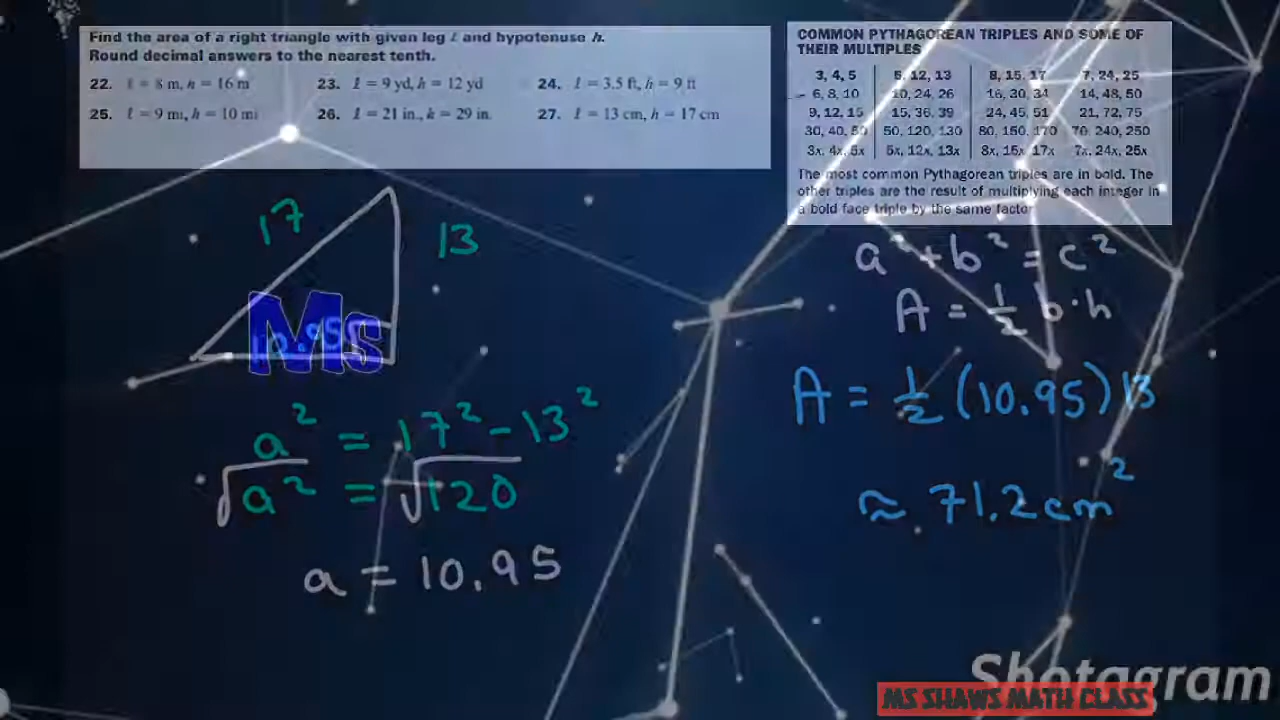 Find the area of a right triangle with given leg ℓ and hypotenuse h.
Round decimal answers to the nearest tenth.
22. ℓ = 8 m, h = 16 m
23. ℓ = 9 yd, h = 12 yd
24. ℓ = 3.5 ft, h = 9 ft
25. ℓ = 9 mi, h = 10 mi
26. ℓ = 21 in., h = 29 in.
27. ℓ = 13 cm, h = 17 cm
COMMON PYTHAGOREAN TRIPLES AND SOME OF
THEIR MULTIPLES
3, 4, 5 5, 12, 13 8, 15, 17 7, 24, 25
6, 8, 10 10, 24, 26 16, 30, 34 14, 48, 50
9, 12, 15 15, 36, 39 24, 45, 51 21, 72, 75
30, 40, 50 50, 120, 130 80, 150, 170 70, 240, 250
3x, 4x, 5x 5x, 12x, 13x 8x, 15x, 17x 7x, 24x, 25x
The most common Pythagorean triples are in bold. The
other triples are the result of multiplying each integer in
a bold face triple by the same factor.
17
13
10.95
Ms
a² + b² = c²
A = ½ b·h
A = ½ (10.95) 13
≈ 71.2 cm²
a² = 17² - 13²
√a² = √120
a = 10.95
Shotagram
MS SHAWS MATH CLASS